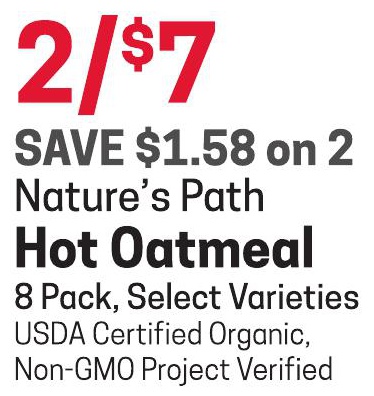 2/$7
SAVE $1.58 on 2
Nature's Path
Hot Oatmeal
8 Pack, Select Varieties
USDA Certified Organic,
Non-GMO Project Verified